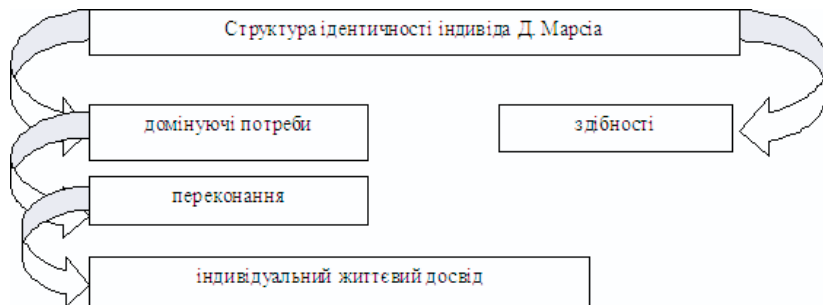 Структура ідентичності індивіда Д. Марсіа
домінуючі потреби
здібності
переконання
індивідуальний життєвий досвід